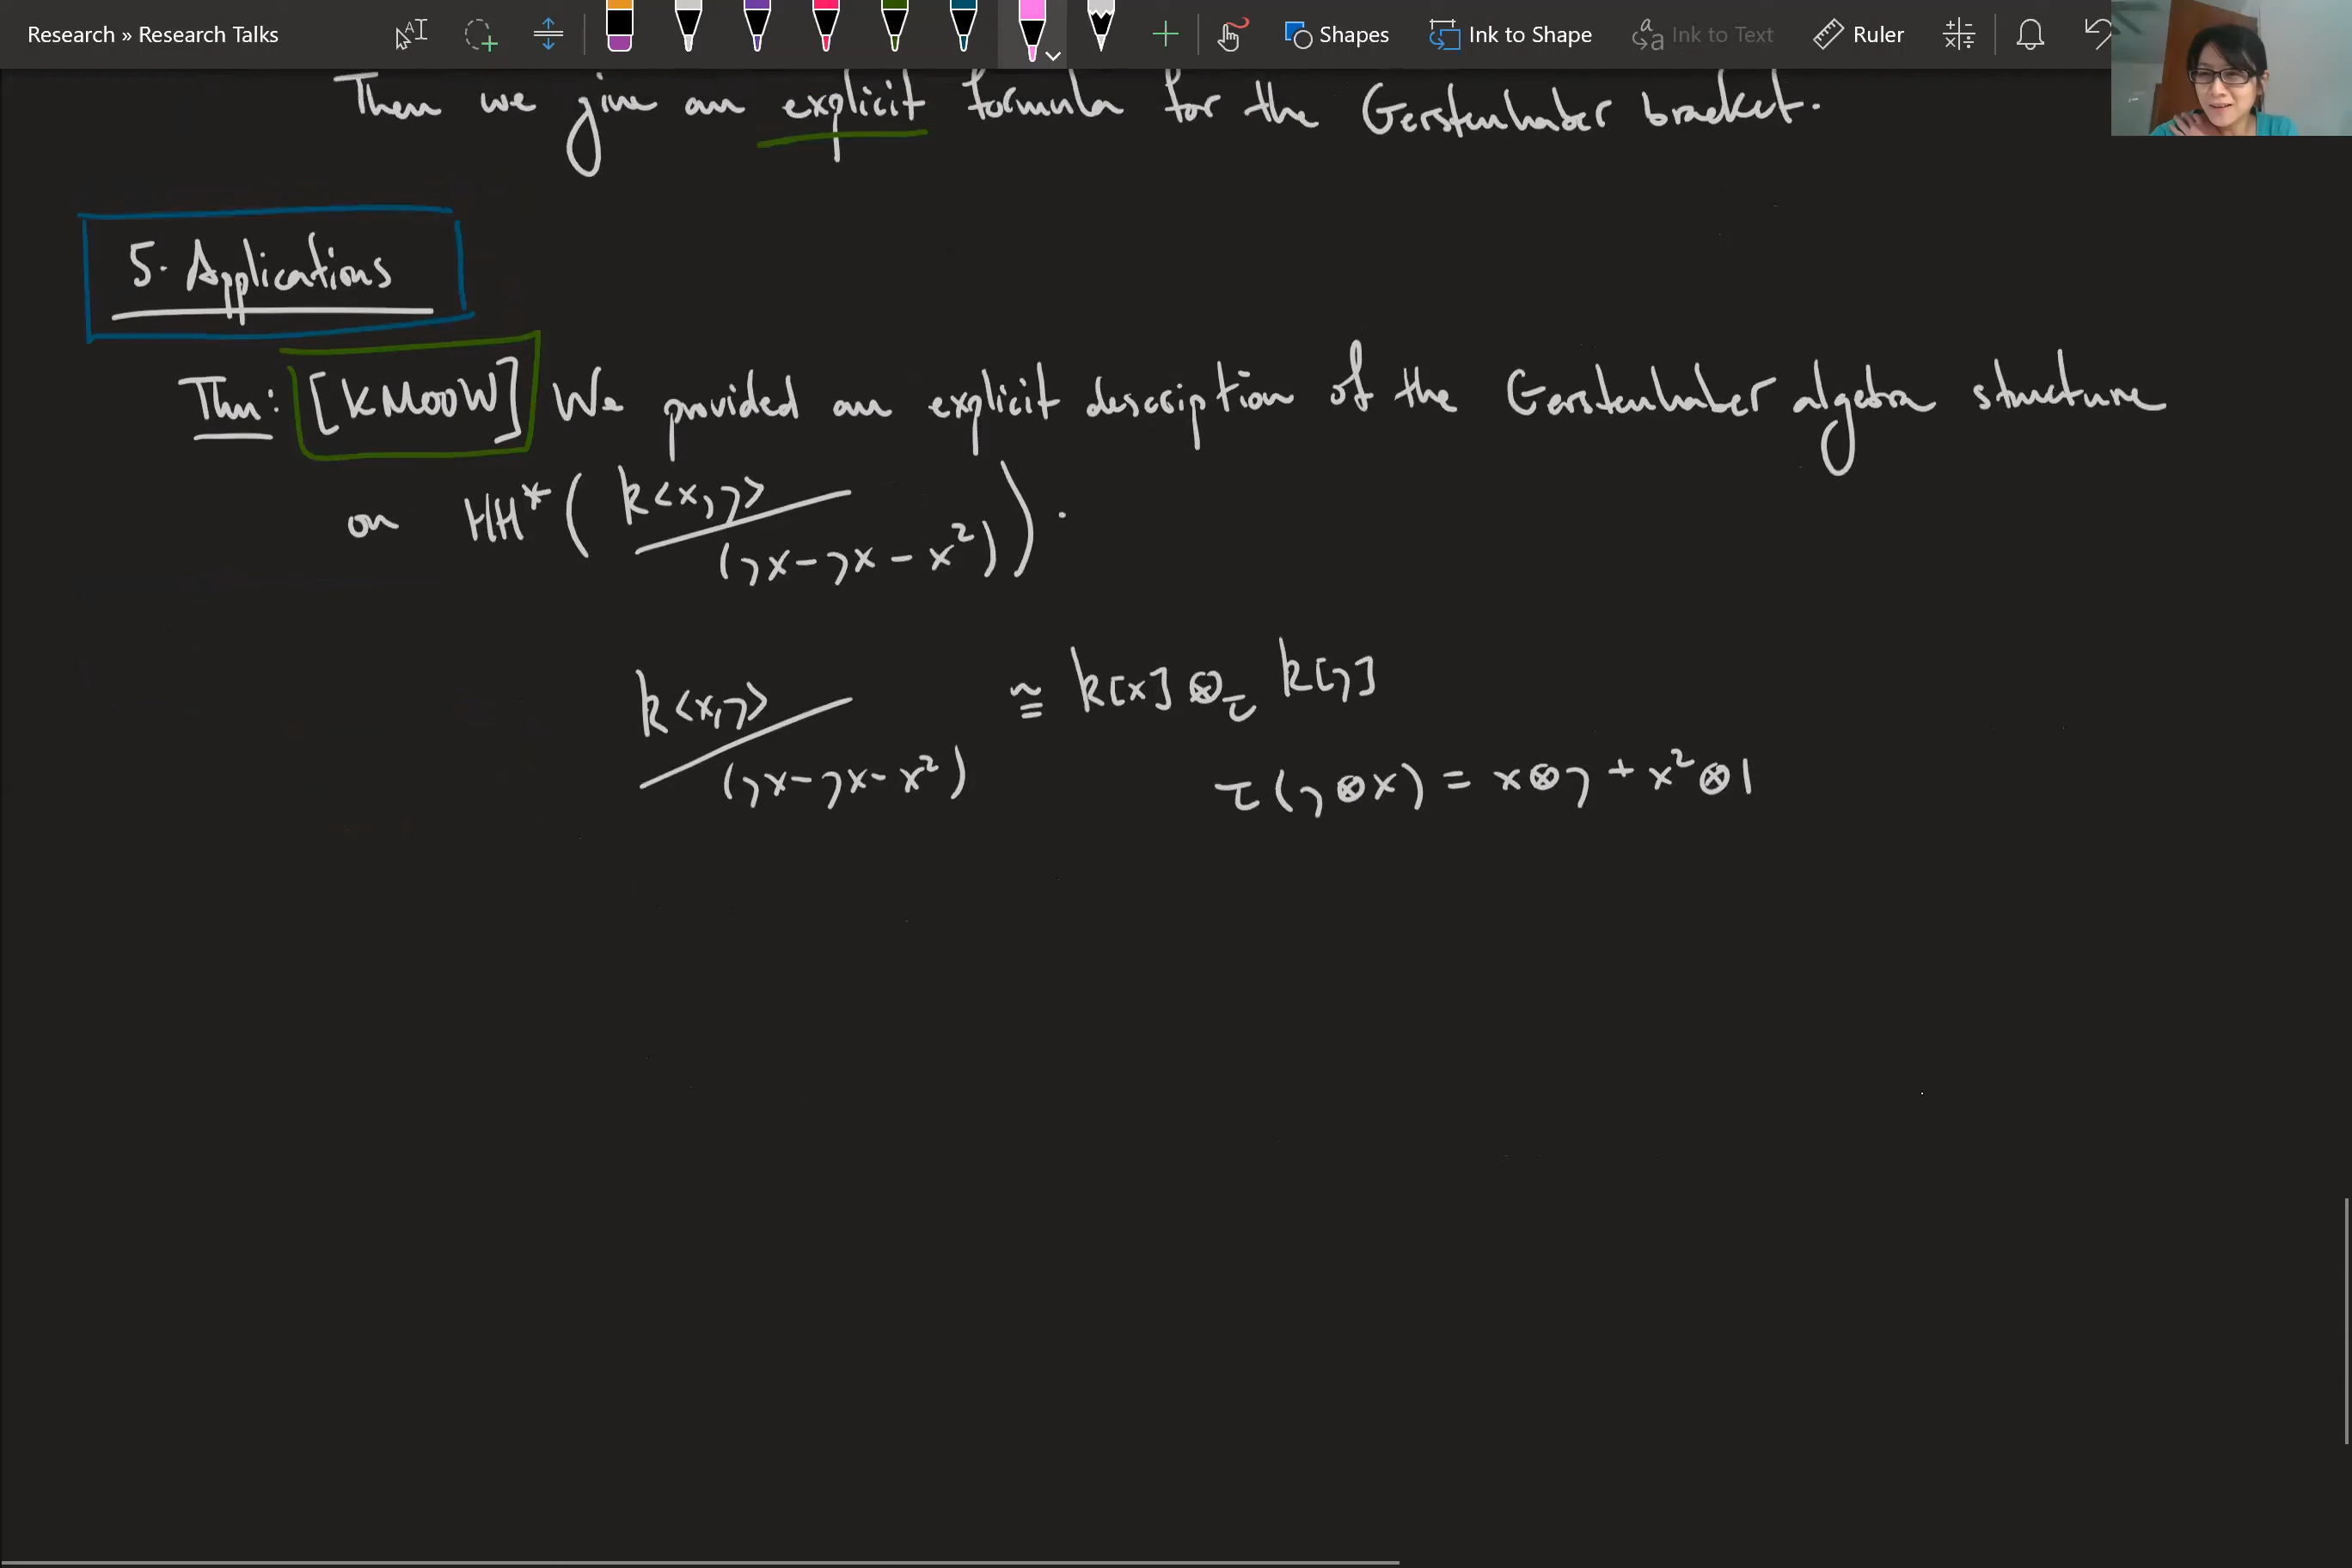 Research » Research Talks
Shapes
Ink to Shape
Ink to Text
Ruler
Then we give an explicit formula for the Gerstenhaber bracket.
5. Applications
Thm: [KMOOW] We provided an explicit description of the Gerstenhaber algebra structure
on HH*( k<x,y> / (yx-yx-x²) ).
k<x,y> / (yx-yx-x²) ≅ k[x] ⊗_τ k[y]
τ(y⊗x) = x⊗y + x²⊗1